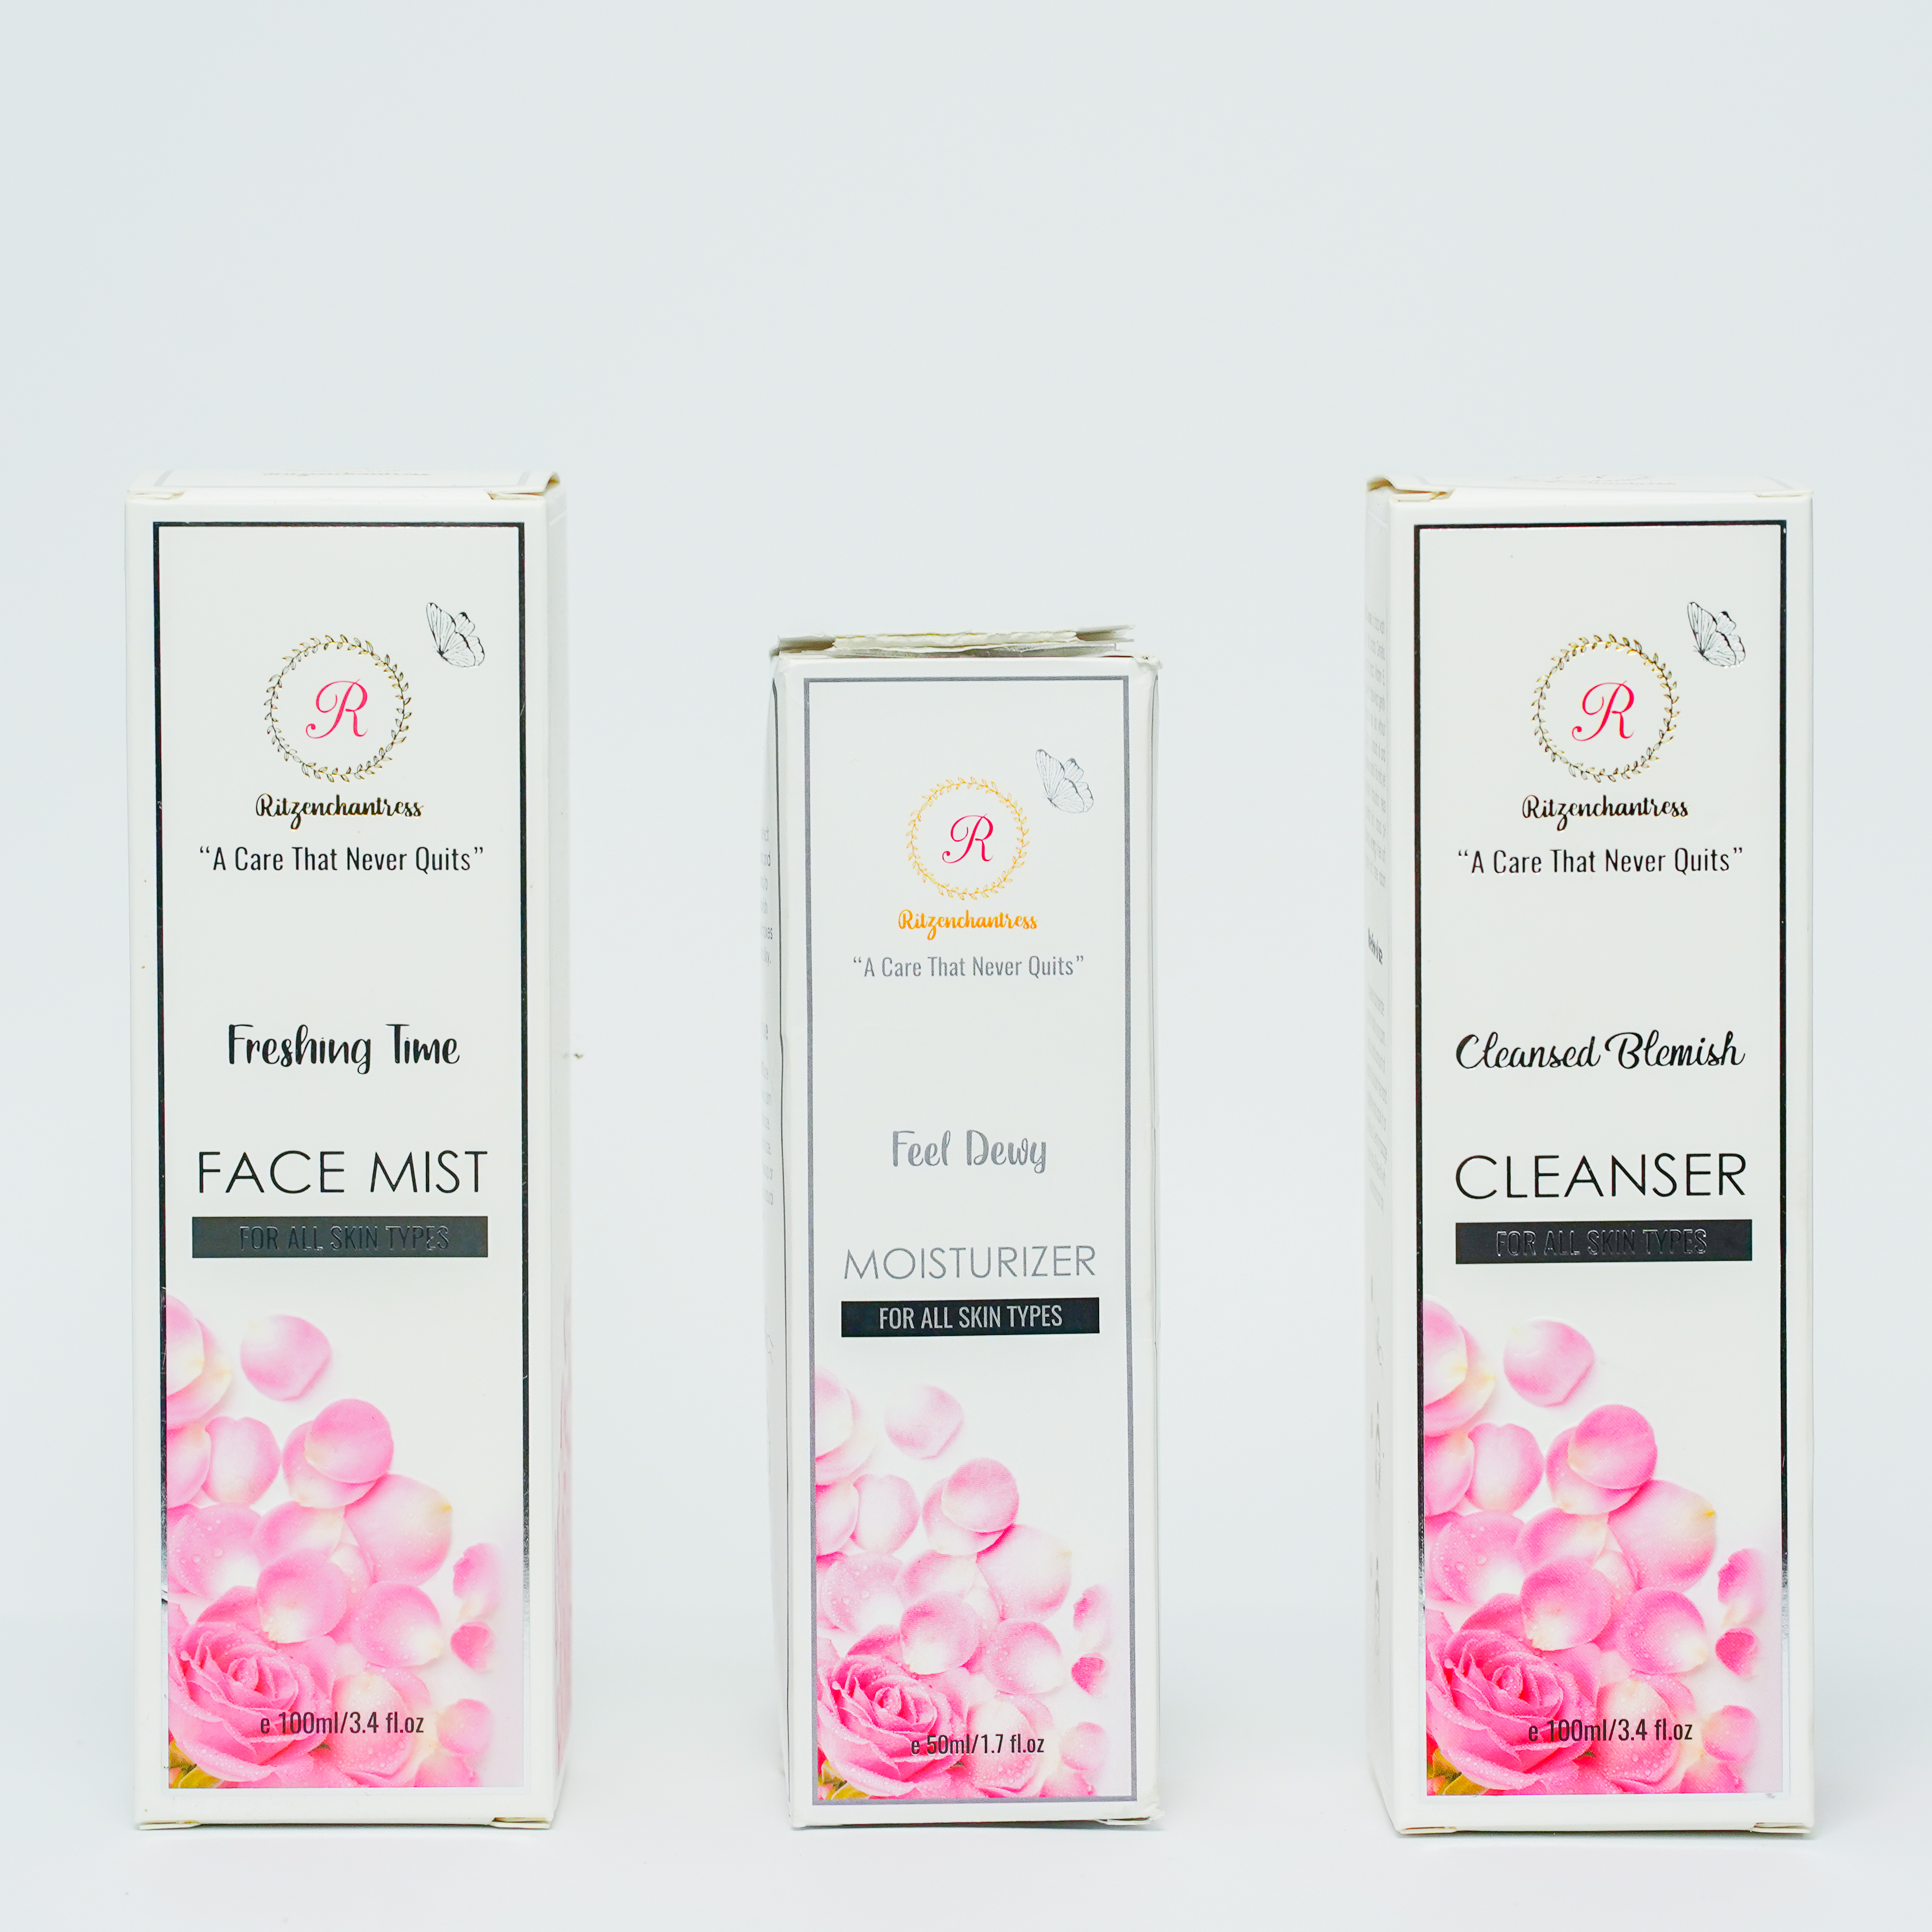 R
Ritzenchantress
“A Care That Never Quits”
Freshing Time
FACE MIST
FOR ALL SKIN TYPES
e 100ml/3.4 fl.oz
R
Ritzenchantress
“A Care That Never Quits”
Feel Dewy
MOISTURIZER
FOR ALL SKIN TYPES
e 50ml/1.7 fl.oz
R
Ritzenchantress
“A Care That Never Quits”
Cleansed Blemish
CLEANSER
FOR ALL SKIN TYPES
e 100ml/3.4 fl.oz